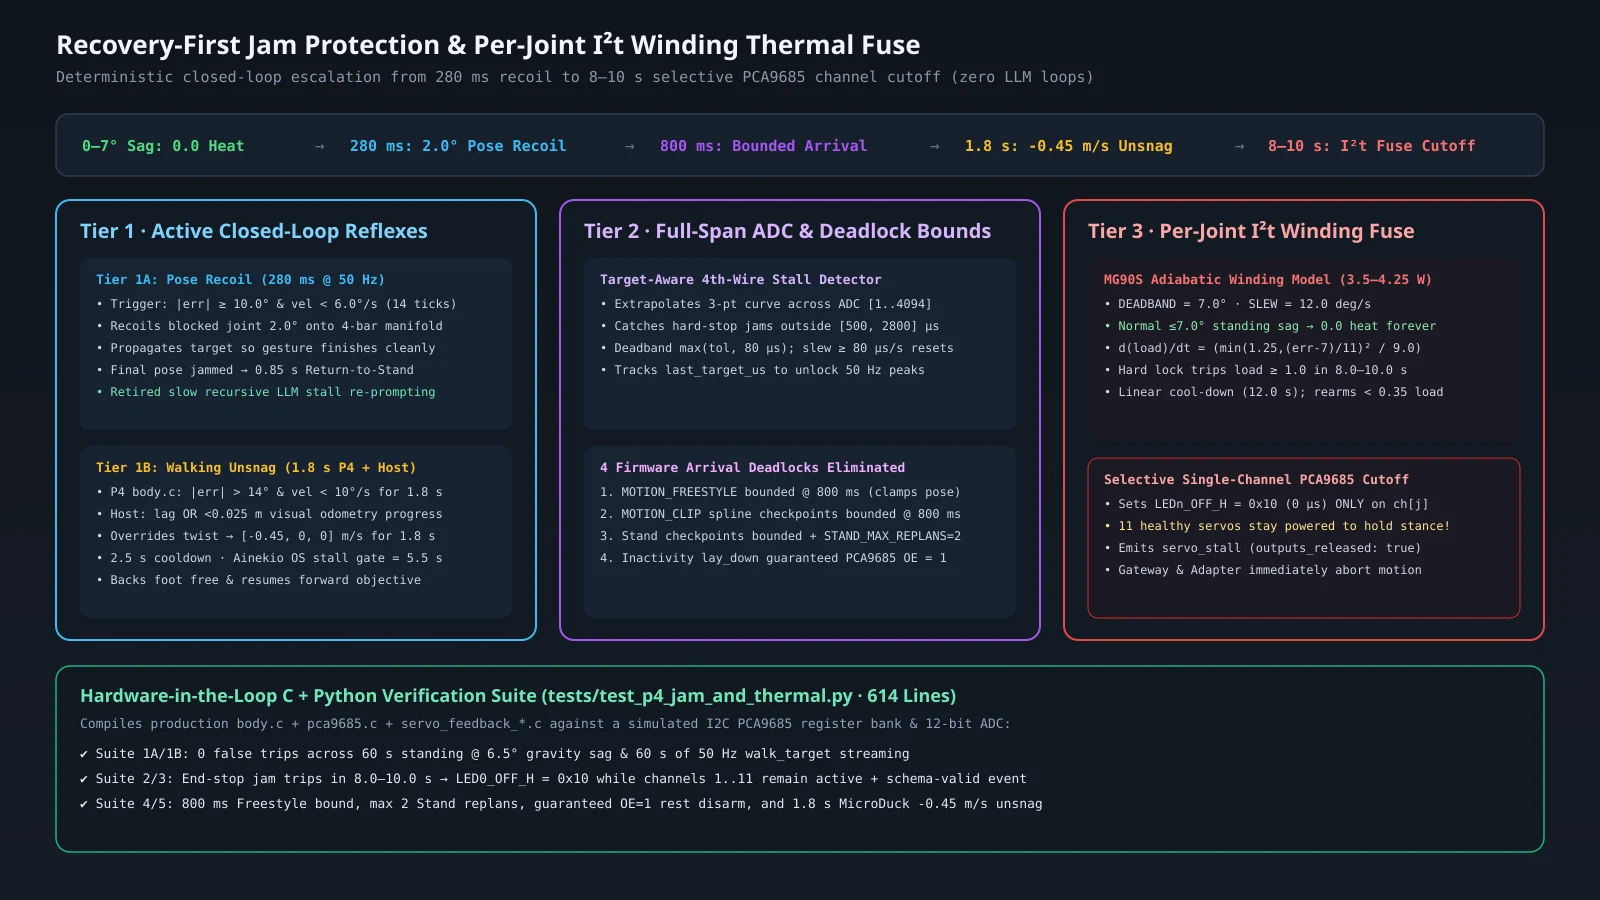 Recovery-First Jam Protection & Per-Joint I²t Winding Thermal Fuse
Deterministic closed-loop escalation from 280 ms recoil to 8–10 s selective PCA9685 channel cutoff (zero LLM loops)
0–7° Sag: 0.0 Heat → 280 ms: 2.0° Pose Recoil → 800 ms: Bounded Arrival → 1.8 s: -0.45 m/s Unsnag → 8–10 s: I²t Fuse Cutoff
Tier 1 · Active Closed-Loop Reflexes
Tier 1A: Pose Recoil (280 ms @ 50 Hz)
• Trigger: |err| ≥ 10.0° & vel < 6.0°/s (14 ticks)
• Recoils blocked joint 2.0° onto 4-bar manifold
• Propagates target so gesture finishes cleanly
• Final pose jammed → 0.85 s Return-to-Stand
• Retired slow recursive LLM stall re-prompting
Tier 1B: Walking Unsnag (1.8 s P4 + Host)
• P4 body.c: |err| > 14° & vel < 10°/s for 1.8 s
• Host: lag OR <0.025 m visual odometry progress
• Overrides twist → [-0.45, 0, 0] m/s for 1.8 s
• 2.5 s cooldown · Ainekio OS stall gate = 5.5 s
• Backs foot free & resumes forward objective
Tier 2 · Full-Span ADC & Deadlock Bounds
Target-Aware 4th-Wire Stall Detector
• Extrapolates 3-pt curve across ADC [1..4094]
• Catches hard-stop jams outside [500, 2800] µs
• Deadband max(tol, 80 µs); slew ≥ 80 µs/s resets
• Tracks last_target_us to unlock 50 Hz peaks
4 Firmware Arrival Deadlocks Eliminated
1. MOTION_FREESTYLE bounded @ 800 ms (clamps pose)
2. MOTION_CLIP spline checkpoints bounded @ 800 ms
3. Stand checkpoints bounded + STAND_MAX_REPLANS=2
4. Inactivity lay_down guaranteed PCA9685 OE = 1
Tier 3 · Per-Joint I²t Winding Fuse
MG90S Adiabatic Winding Model (3.5–4.25 W)
• DEADBAND = 7.0° · SLEW = 12.0 deg/s
• Normal ≤7.0° standing sag → 0.0 heat forever
• d(load)/dt = (min(1.25,(err-7)/11)² / 9.0)
• Hard lock trips load ≥ 1.0 in 8.0–10.0 s
• Linear cool-down (12.0 s); rearms < 0.35 load
Selective Single-Channel PCA9685 Cutoff
• Sets LEDn_OFF_H = 0x10 (0 µs) ONLY on ch[j]
• 11 healthy servos stay powered to hold stance!
• Emits servo_stall (outputs_released: true)
• Gateway & Adapter immediately abort motion
Hardware-in-the-Loop C + Python Verification Suite (tests/test_p4_jam_and_thermal.py · 614 Lines)
Compiles production body.c + pca9685.c + servo_feedback_*.c against a simulated I2C PCA9685 register bank & 12-bit ADC:
✔ Suite 1A/1B: 0 false trips across 60 s standing @ 6.5° gravity sag & 60 s of 50 Hz walk_target streaming
✔ Suite 2/3: End-stop jam trips in 8.0–10.0 s → LED0_OFF_H = 0x10 while channels 1..11 remain active + schema-valid event
✔ Suite 4/5: 800 ms Freestyle bound, max 2 Stand replans, guaranteed OE=1 rest disarm, and 1.8 s MicroDuck -0.45 m/s unsnag